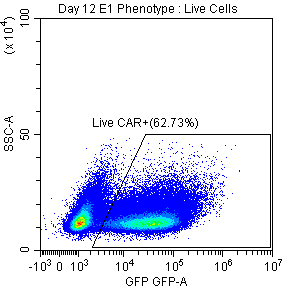 Day 12 E1 Phenotype : Live Cells
(x 10⁴)
100
SSC-A
50
Live CAR+(62.73%)
0
-10³ 0 10³ 10⁴ 10⁵ 10⁶ 10⁷
GFP GFP-A